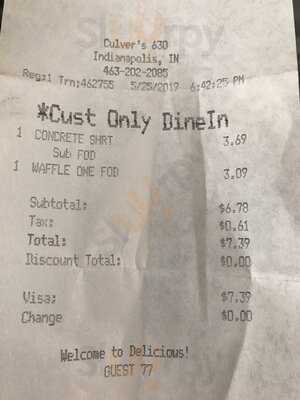 Culver's 630
Indianapolis, IN
463-202-2085
Reg:1 Trn:462755 5/25/2019 6:42:25 PM
*Cust Only DineIn
1 CONCRETE SHRT 3.69
Sub FOD
1 WAFFLE ONE FOD 3.09
Subtotal: $6.78
Tax: $0.61
Total: $7.39
Discount Total: $0.00
Visa: $7.39
Change $0.00
Welcome to Delicious!
GUEST 77